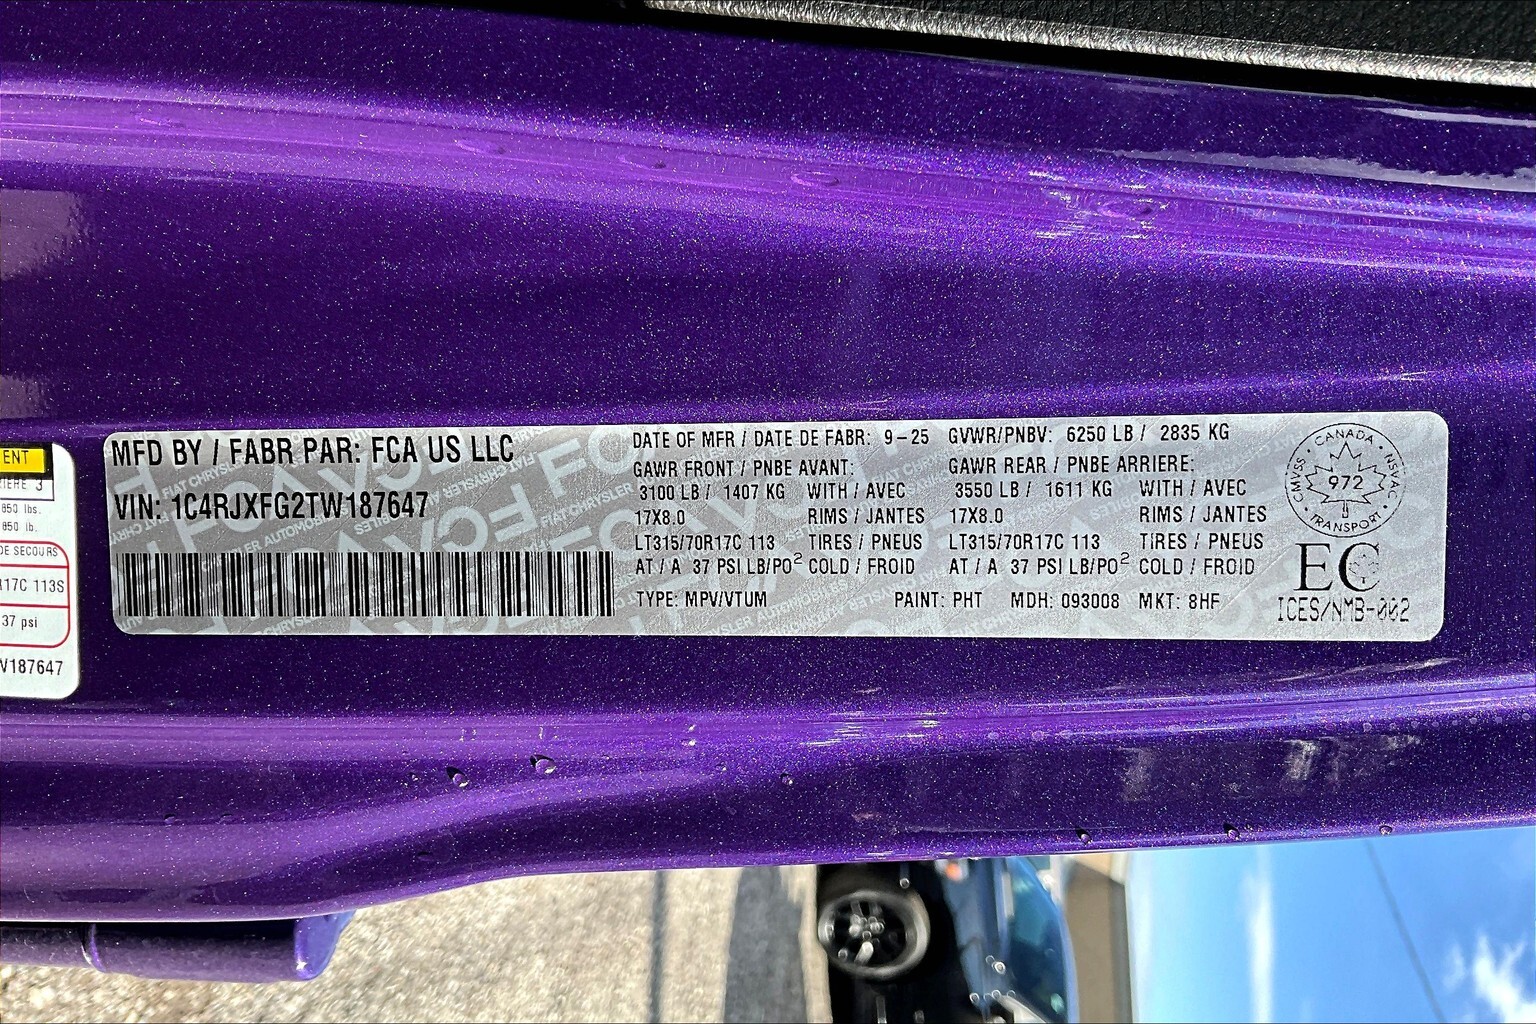 MFD BY / FABR PAR: FCA US LLC
VIN: 1C4RJXFG2TW187647
DATE OF MFR / DATE DE FABR: 9-25 GVWR/PNBV: 6250 LB / 2835 KG
GAWR FRONT / PNBE AVANT: GAWR REAR / PNBE ARRIERE:
3100 LB / 1407 KG WITH / AVEC 3550 LB / 1611 KG WITH / AVEC
17X8.0 RIMS / JANTES 17X8.0 RIMS / JANTES
LT315/70R17C 113 TIRES / PNEUS LT315/70R17C 113 TIRES / PNEUS
AT / A 37 PSI LB/PO² COLD / FROID AT / A 37 PSI LB/PO² COLD / FROID
TYPE: MPV/VTUM PAINT: PHT MDH: 093008 MKT: 8HF
CANADA
CMVSS 972 NSVAC
TRANSPORT
EC
ICES/NMB-002
ENT
3
850 lbs.
850 lb.
DE SECOURS
R17C 113S
37 psi
W187647